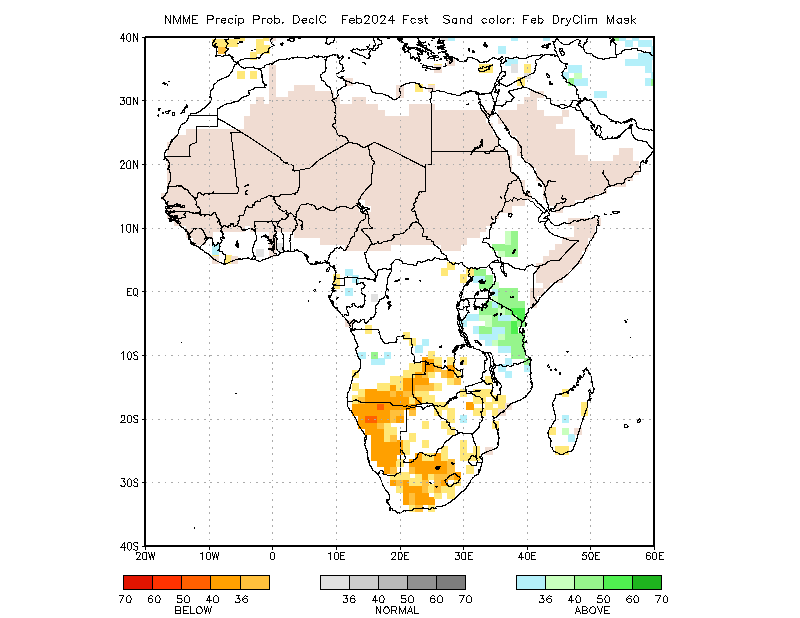 NMME Precip Prob. DecIC  Feb2024 Fcst  Sand color: Feb DryClim Mask
40N
30N
20N
10N
EQ
10S
20S
30S
40S
20W 10W 0 10E 20E 30E 40E 50E 60E
70 60 50 40 36 36 40 50 60 70 36 40 50 60 70
BELOW NORMAL ABOVE